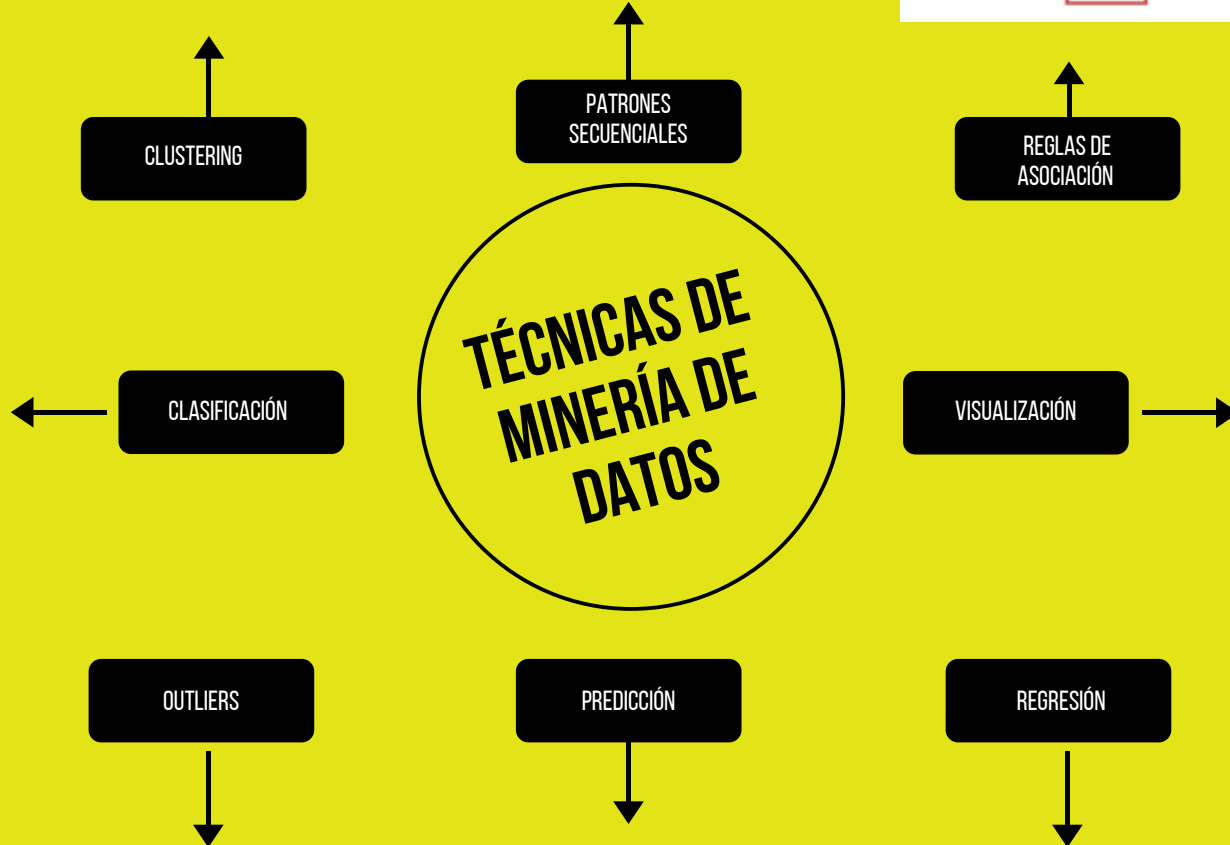 PATRONES
SECUENCIALES
CLUSTERING
REGLAS DE
ASOCIACIÓN
TÉCNICAS DE
MINERÍA DE
DATOS
CLASIFICACIÓN
VISUALIZACIÓN
OUTLIERS
PREDICCIÓN
REGRESIÓN